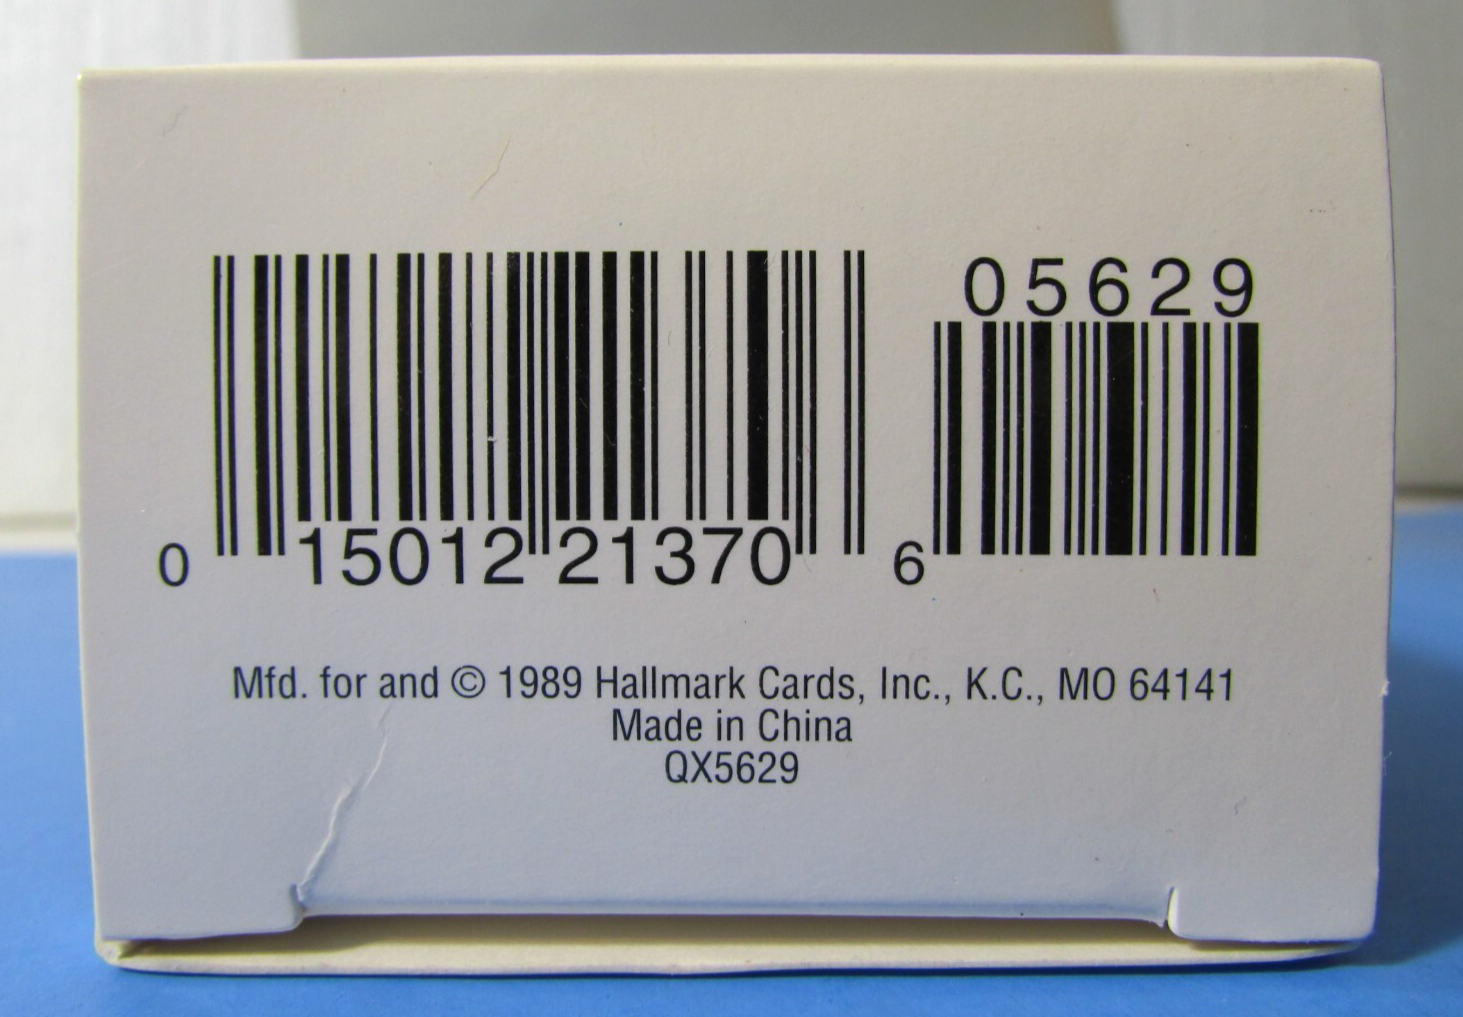 05629
0 15012 21370 6
Mfd. for and © 1989 Hallmark Cards, Inc., K.C., MO 64141
Made in China
QX5629